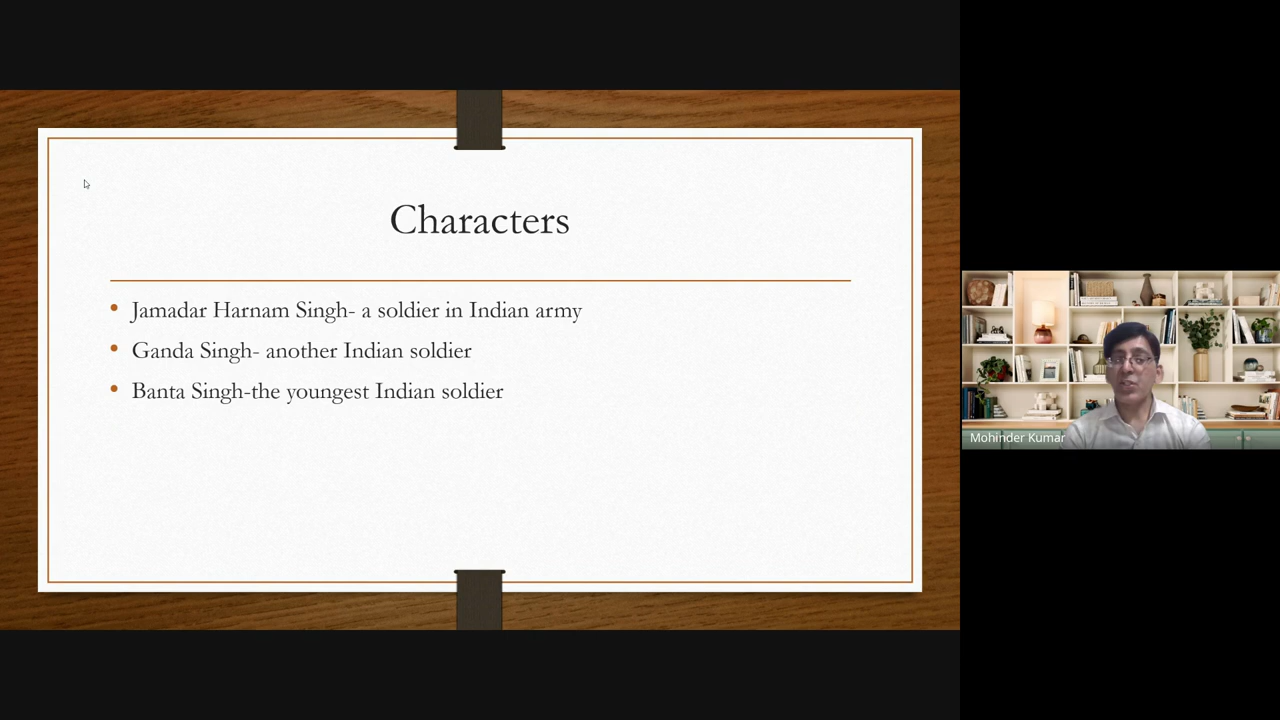 Characters
• Jamadar Harnam Singh- a soldier in Indian army
• Ganda Singh- another Indian soldier
• Banta Singh-the youngest Indian soldier
Mohinder Kumar